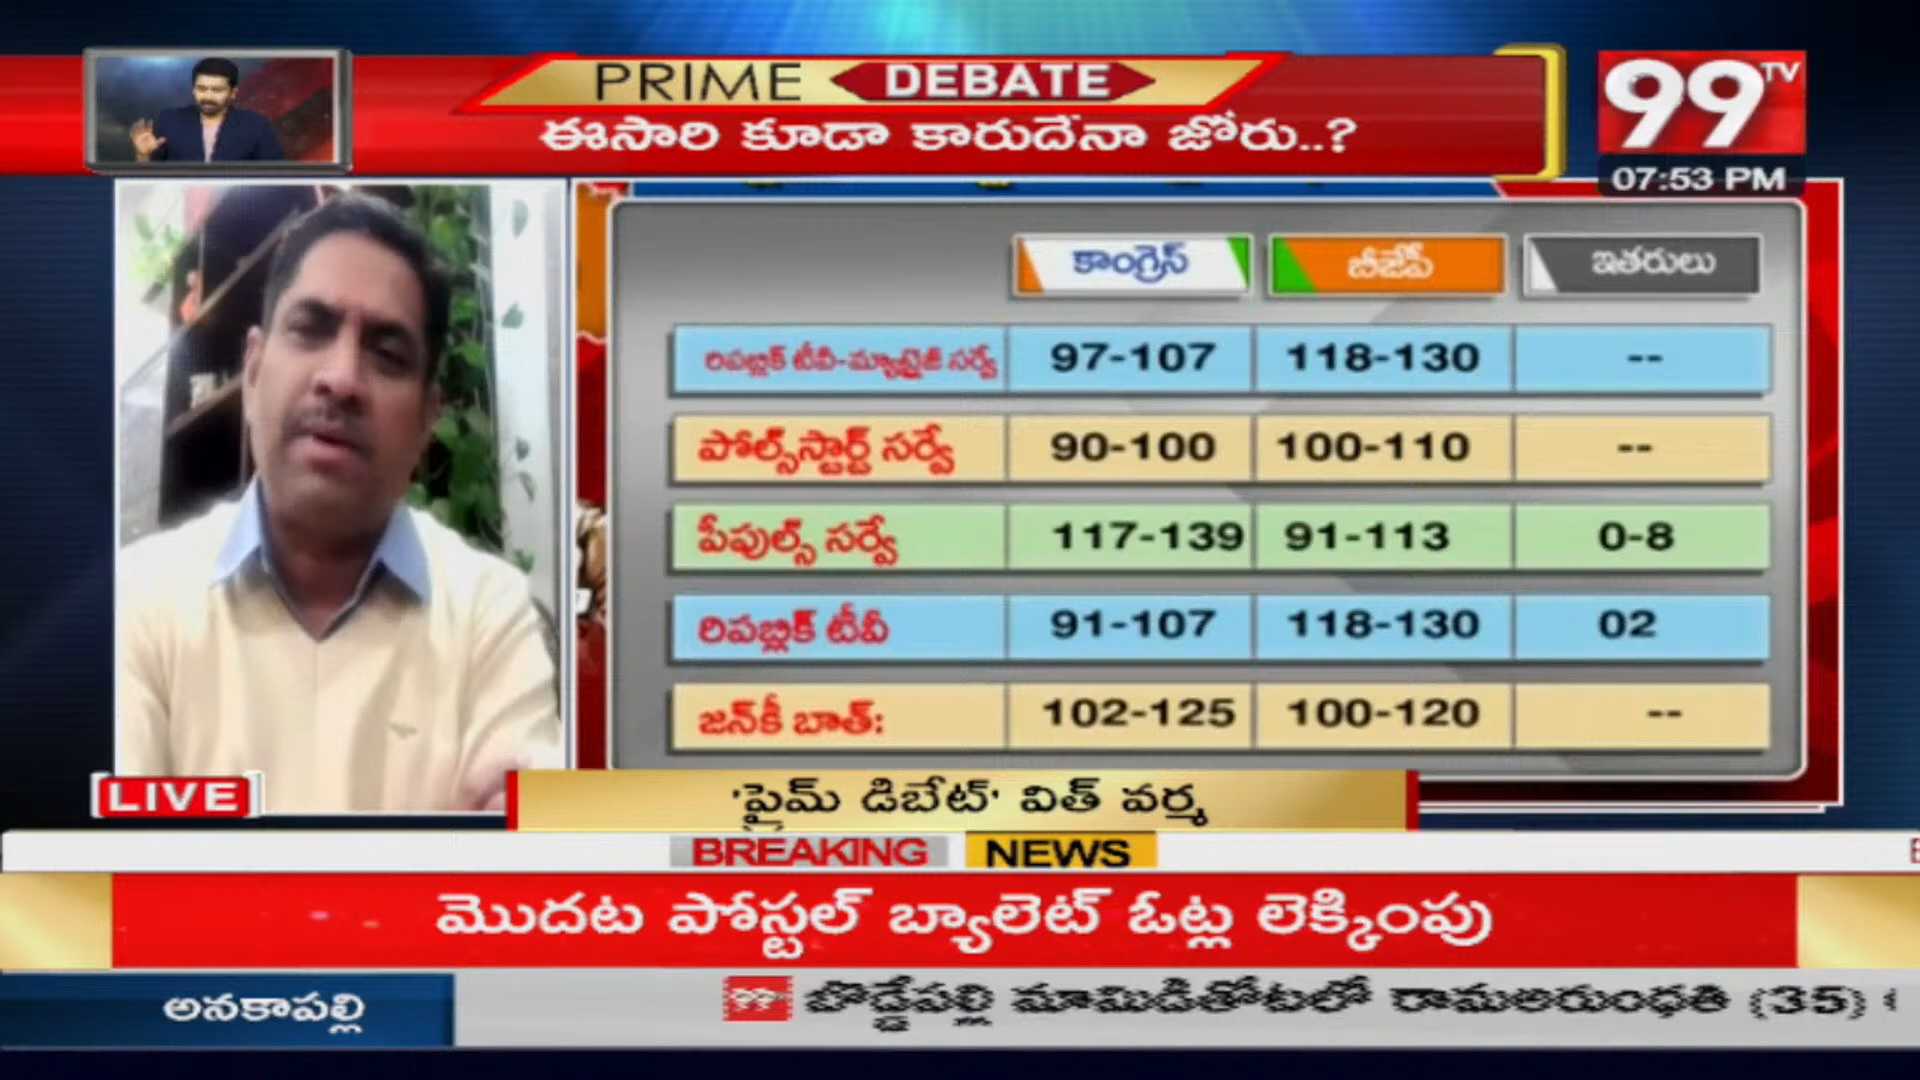 PRIME DEBATE
ఈసారి కూడా కారుదేనా జోరు..?
99 TV
07:53 PM
కాంగ్రెస్ బీజేపీ ఇతరులు
రిపబ్లిక్ టీవీ-మ్యాట్రైజ్ సర్వే 97-107 118-130 --
పోల్స్‌స్టార్ట్ సర్వే 90-100 100-110 --
పీపుల్స్ సర్వే 117-139 91-113 0-8
రిపబ్లిక్ టీవీ 91-107 118-130 02
జన్‌కీ బాత్: 102-125 100-120 --
LIVE
'ప్రైమ్ డిబేట్' విత్ వర్మ
BREAKING NEWS
మొదట పోస్టల్ బ్యాలెట్ ఓట్ల లెక్కింపు
అనకాపల్లి
99 బొడ్డేపల్లి మామిడితోటలో రామఅరుంధతి (35)